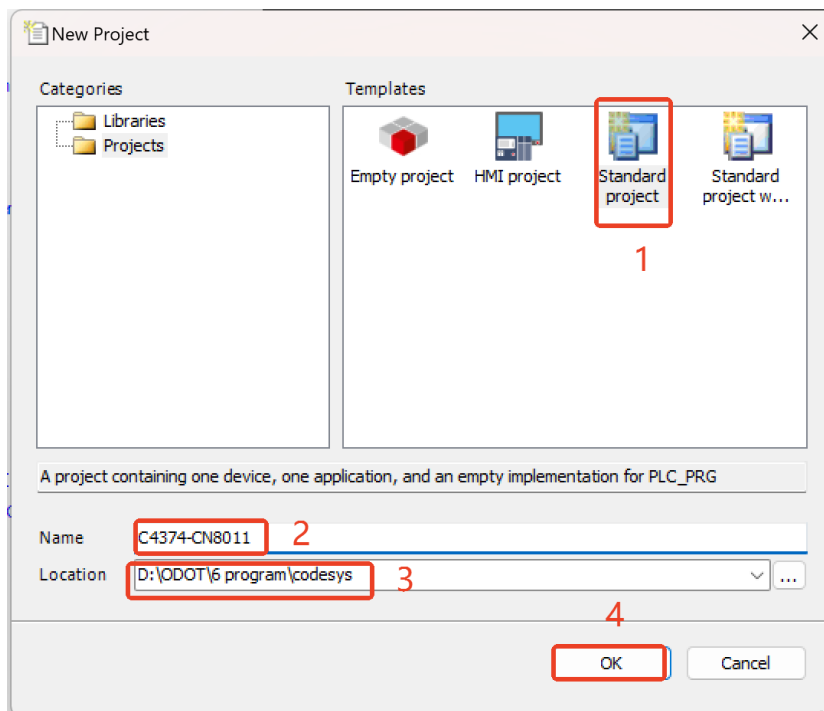 New Project
Categories
Templates
Libraries
Projects
Empty project
HMI project
Standard
project
Standard
project w...
1
A project containing one device, one application, and an empty implementation for PLC_PRG
Name
C4374-CN8011
2
Location
D:\ODOT\6 program\codesys
...
3
4
OK
Cancel